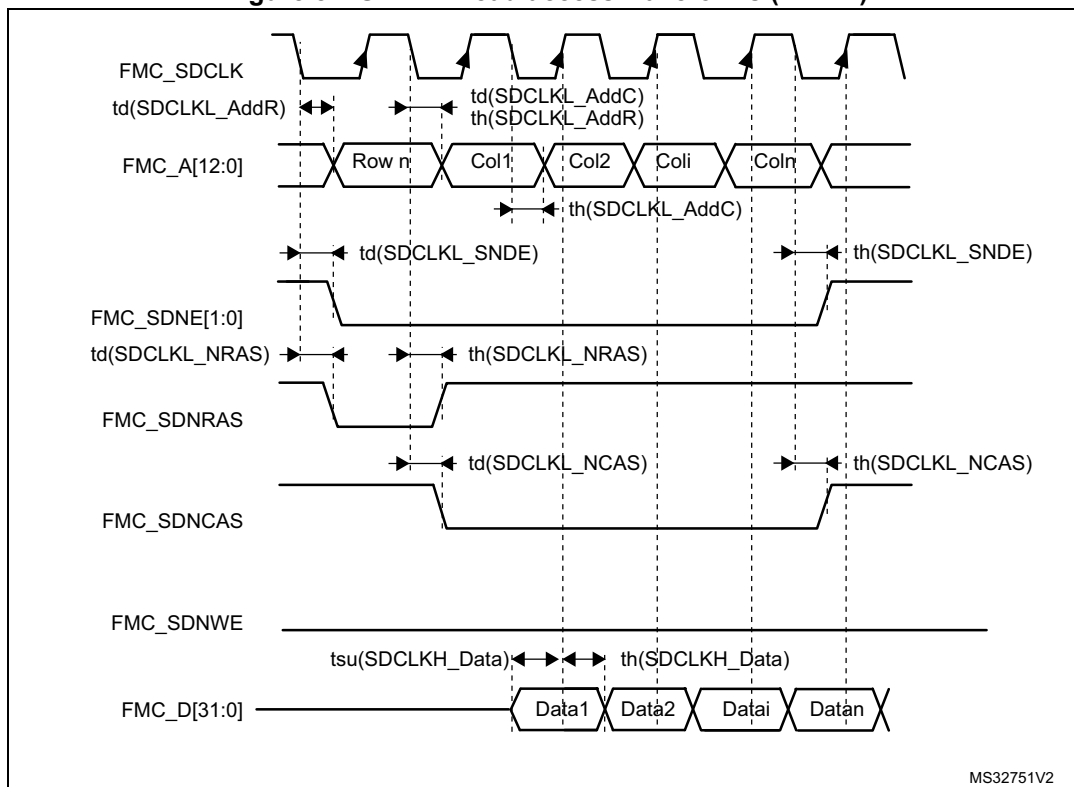 FMC_SDCLK
td(SDCLKL_AddR)
td(SDCLKL_AddC)
th(SDCLKL_AddR)
FMC_A[12:0]
Row n
Col1
Col2
Coli
Coln
th(SDCLKL_AddC)
td(SDCLKL_SNDE)
th(SDCLKL_SNDE)
FMC_SDNE[1:0]
td(SDCLKL_NRAS)
th(SDCLKL_NRAS)
FMC_SDNRAS
td(SDCLKL_NCAS)
th(SDCLKL_NCAS)
FMC_SDNCAS
FMC_SDNWE
tsu(SDCLKH_Data)
th(SDCLKH_Data)
FMC_D[31:0]
Data1
Data2
Datai
Datan
MS32751V2